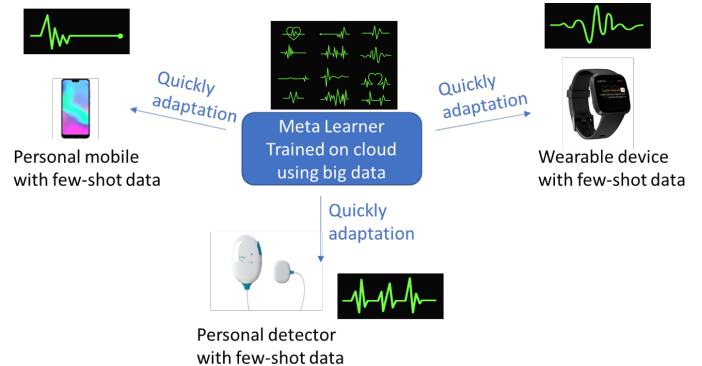 Quickly
adaptation
Quickly
adaptation
Meta Learner
Trained on cloud
using big data
Personal mobile
with few-shot data
Wearable device
with few-shot data
Quickly
adaptation
Personal detector
with few-shot data